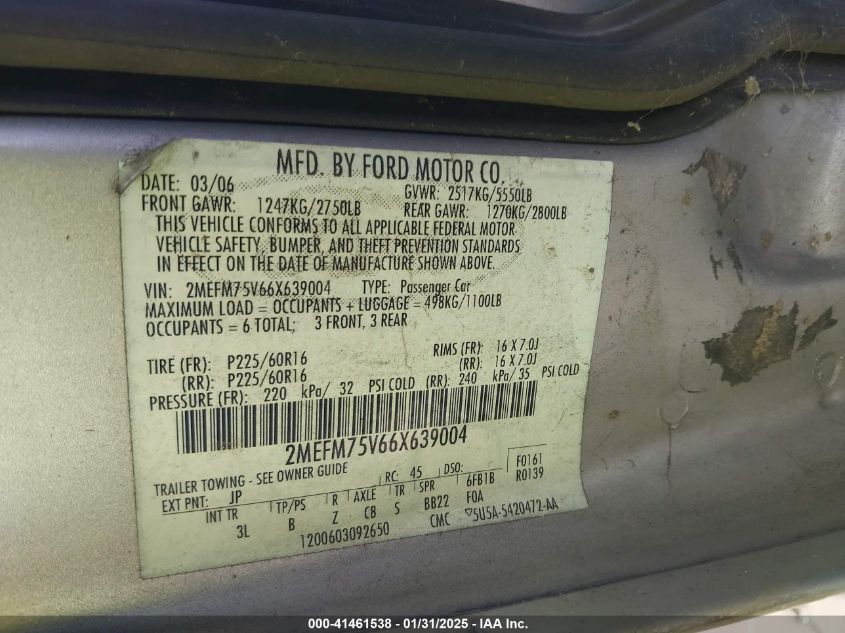 MFD. BY FORD MOTOR CO.
DATE: 03/06 GVWR: 2517KG/5550LB
FRONT GAWR: 1247KG/2750LB REAR GAWR: 1270KG/2800LB
THIS VEHICLE CONFORMS TO ALL APPLICABLE FEDERAL MOTOR
VEHICLE SAFETY, BUMPER, AND THEFT PREVENTION STANDARDS
IN EFFECT ON THE DATE OF MANUFACTURE SHOWN ABOVE.
VIN: 2MEFM75V66X639004 TYPE: Passenger Car
MAXIMUM LOAD = OCCUPANTS + LUGGAGE = 498KG/1100LB
OCCUPANTS = 6 TOTAL; 3 FRONT, 3 REAR
TIRE (FR): P225/60R16 RIMS (FR): 16 X 7.0J
(RR): P225/60R16 (RR): 16 X 7.0J
PRESSURE (FR): 220 kPa/ 32 PSI COLD (RR): 240 kPa/ 35 PSI COLD
2MEFM75V66X639004
TRAILER TOWING - SEE OWNER GUIDE RC: 45 DSO: F0161
EXT PNT: JP 6FB1B R0139
INT TR TP/PS R AXLE TR SPR F0A
3L B Z C8 S BB22
1200603092650 CMC ▽5U5A-5420472-AA
000-41461538 - 01/31/2025 - IAA Inc.